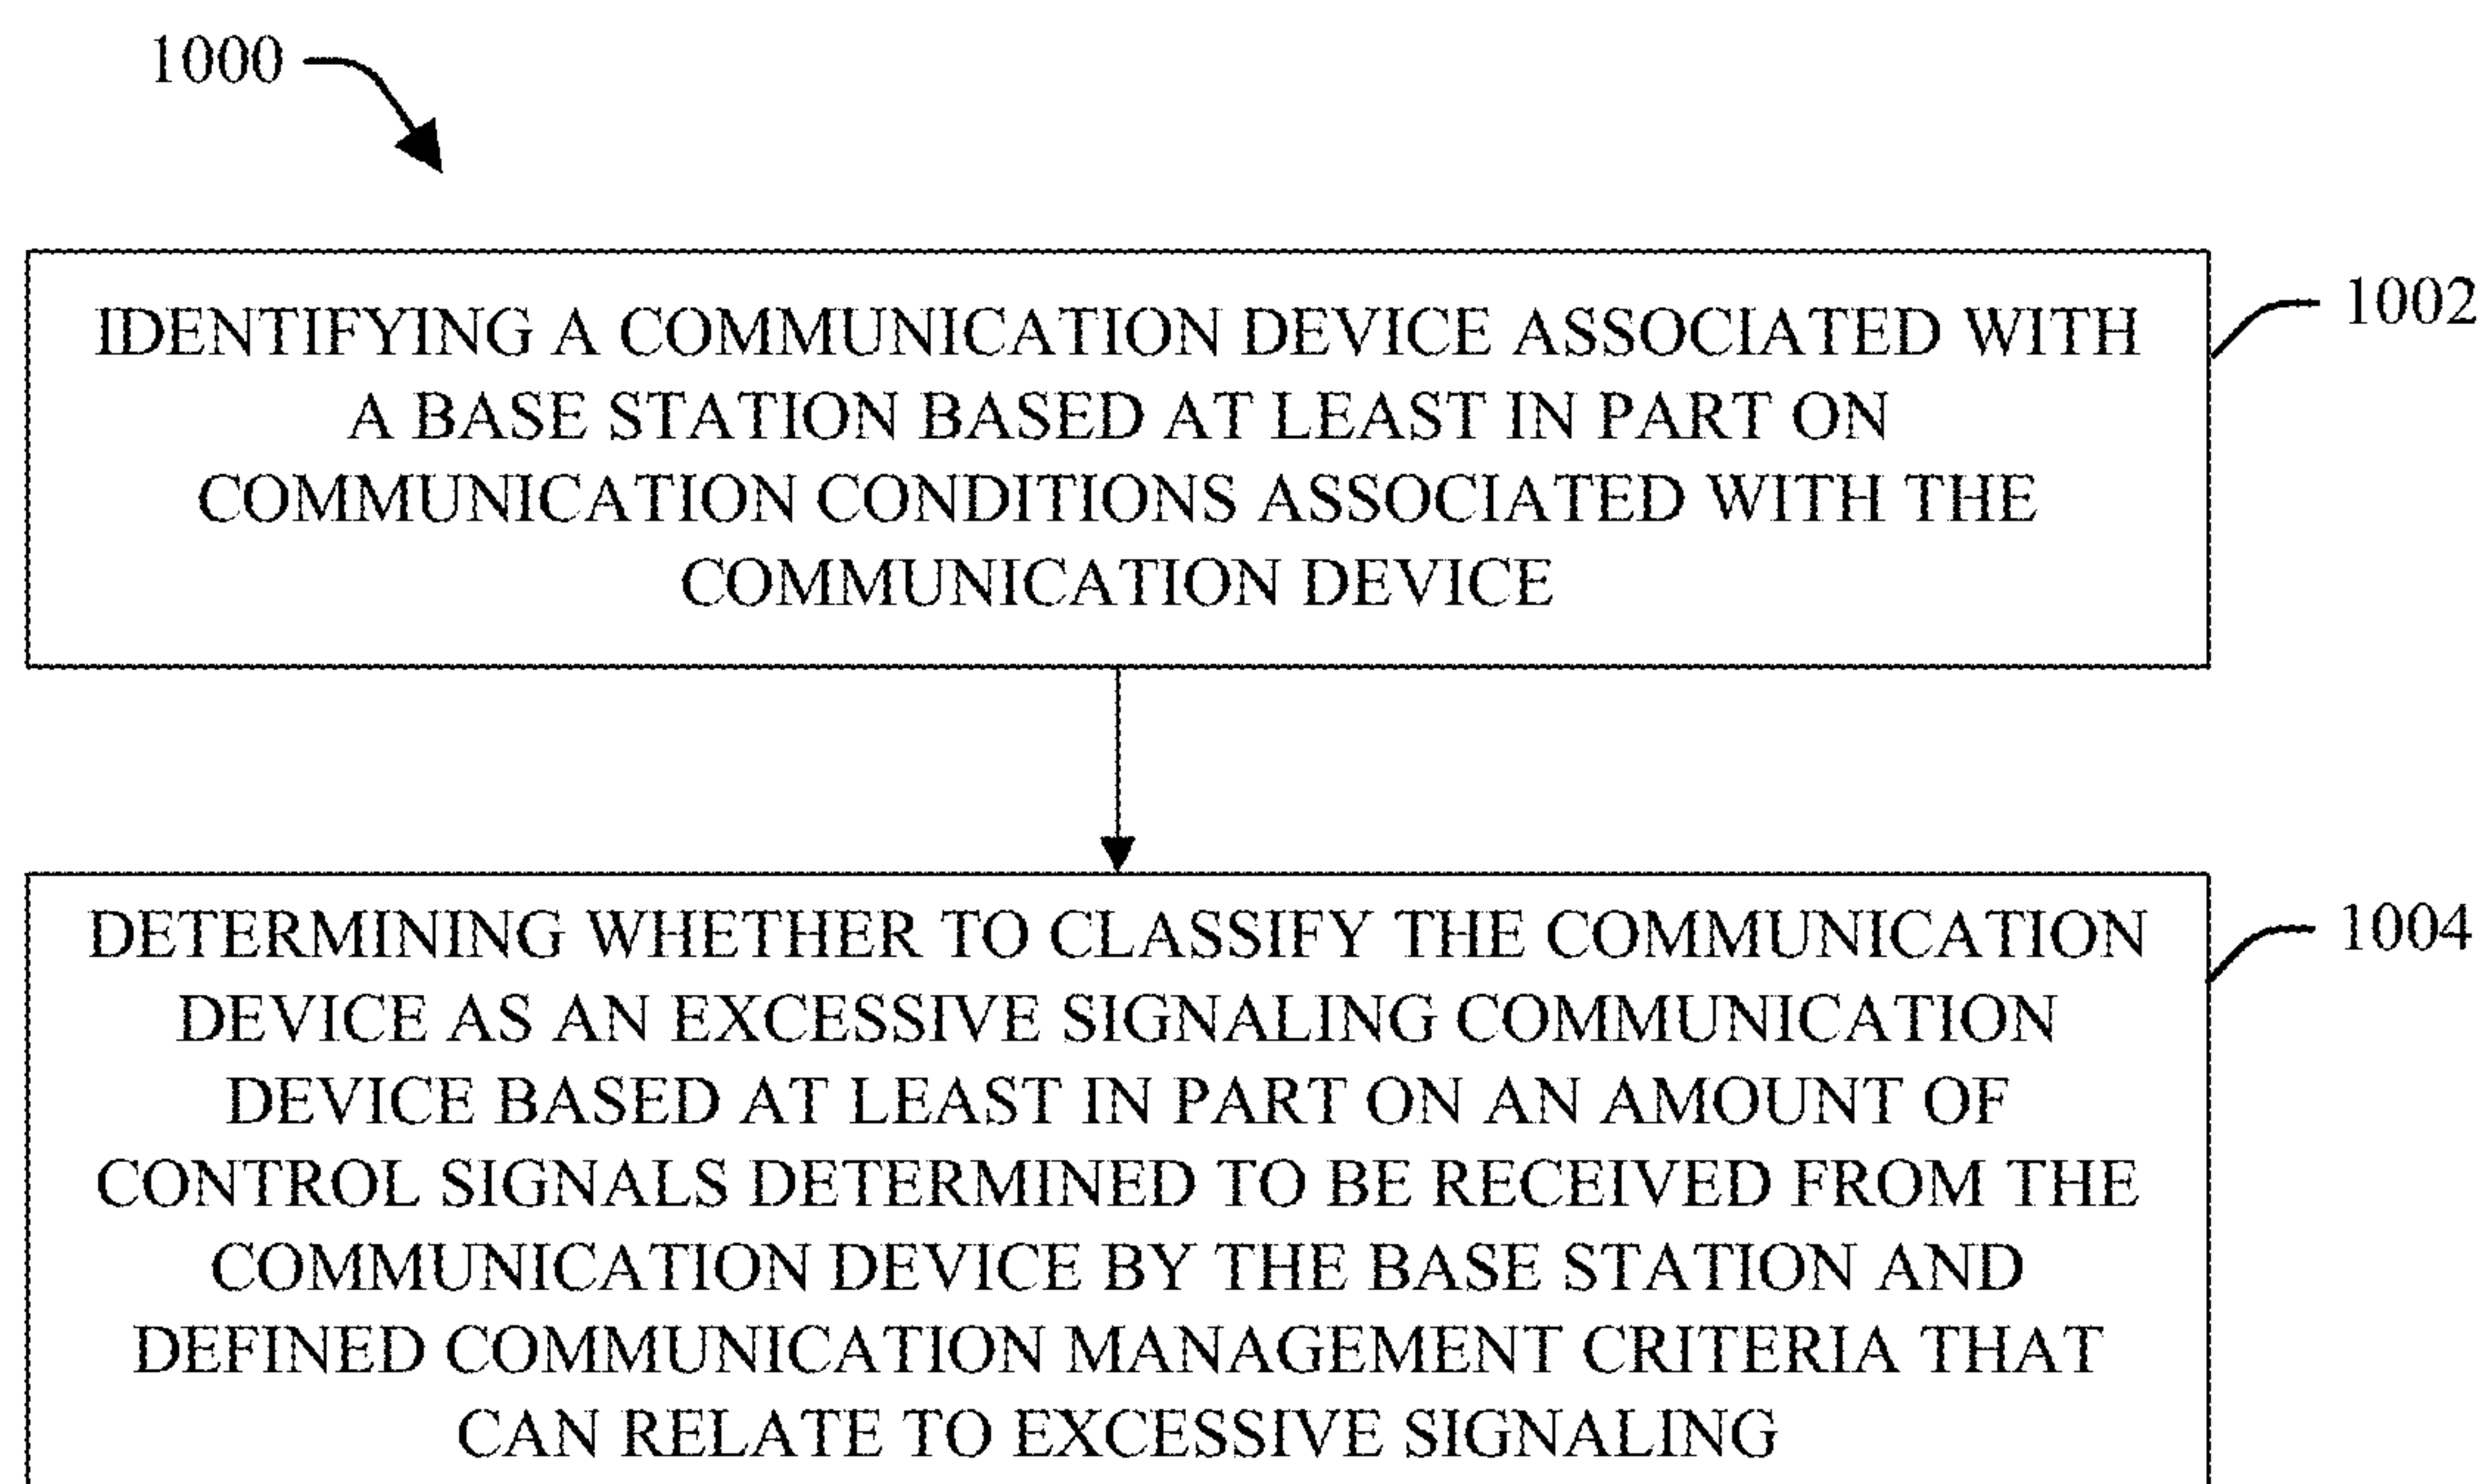 1000
IDENTIFYING A COMMUNICATION DEVICE ASSOCIATED WITH
A BASE STATION BASED AT LEAST IN PART ON
COMMUNICATION CONDITIONS ASSOCIATED WITH THE
COMMUNICATION DEVICE
1002
DETERMINING WHETHER TO CLASSIFY THE COMMUNICATION
DEVICE AS AN EXCESSIVE SIGNALING COMMUNICATION
DEVICE BASED AT LEAST IN PART ON AN AMOUNT OF
CONTROL SIGNALS DETERMINED TO BE RECEIVED FROM THE
COMMUNICATION DEVICE BY THE BASE STATION AND
DEFINED COMMUNICATION MANAGEMENT CRITERIA THAT
CAN RELATE TO EXCESSIVE SIGNALING
1004